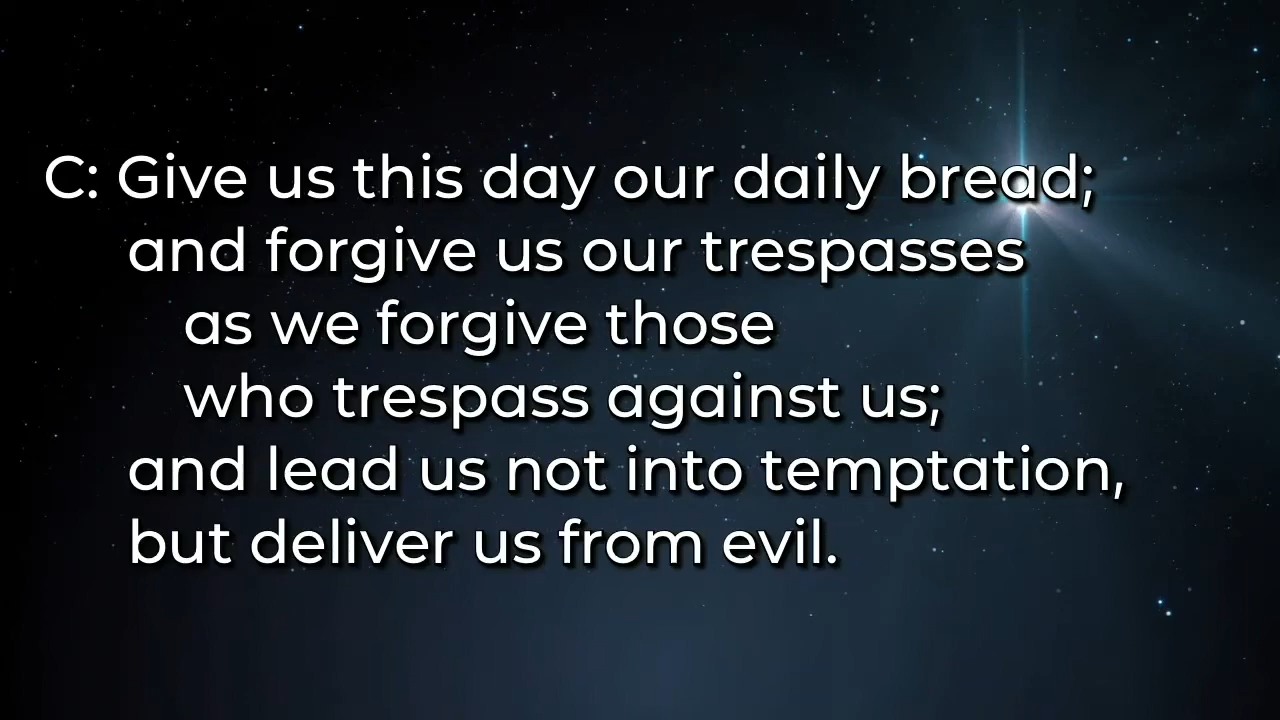 C: Give us this day our daily bread;
and forgive us our trespasses
as we forgive those
who trespass against us;
and lead us not into temptation,
but deliver us from evil.